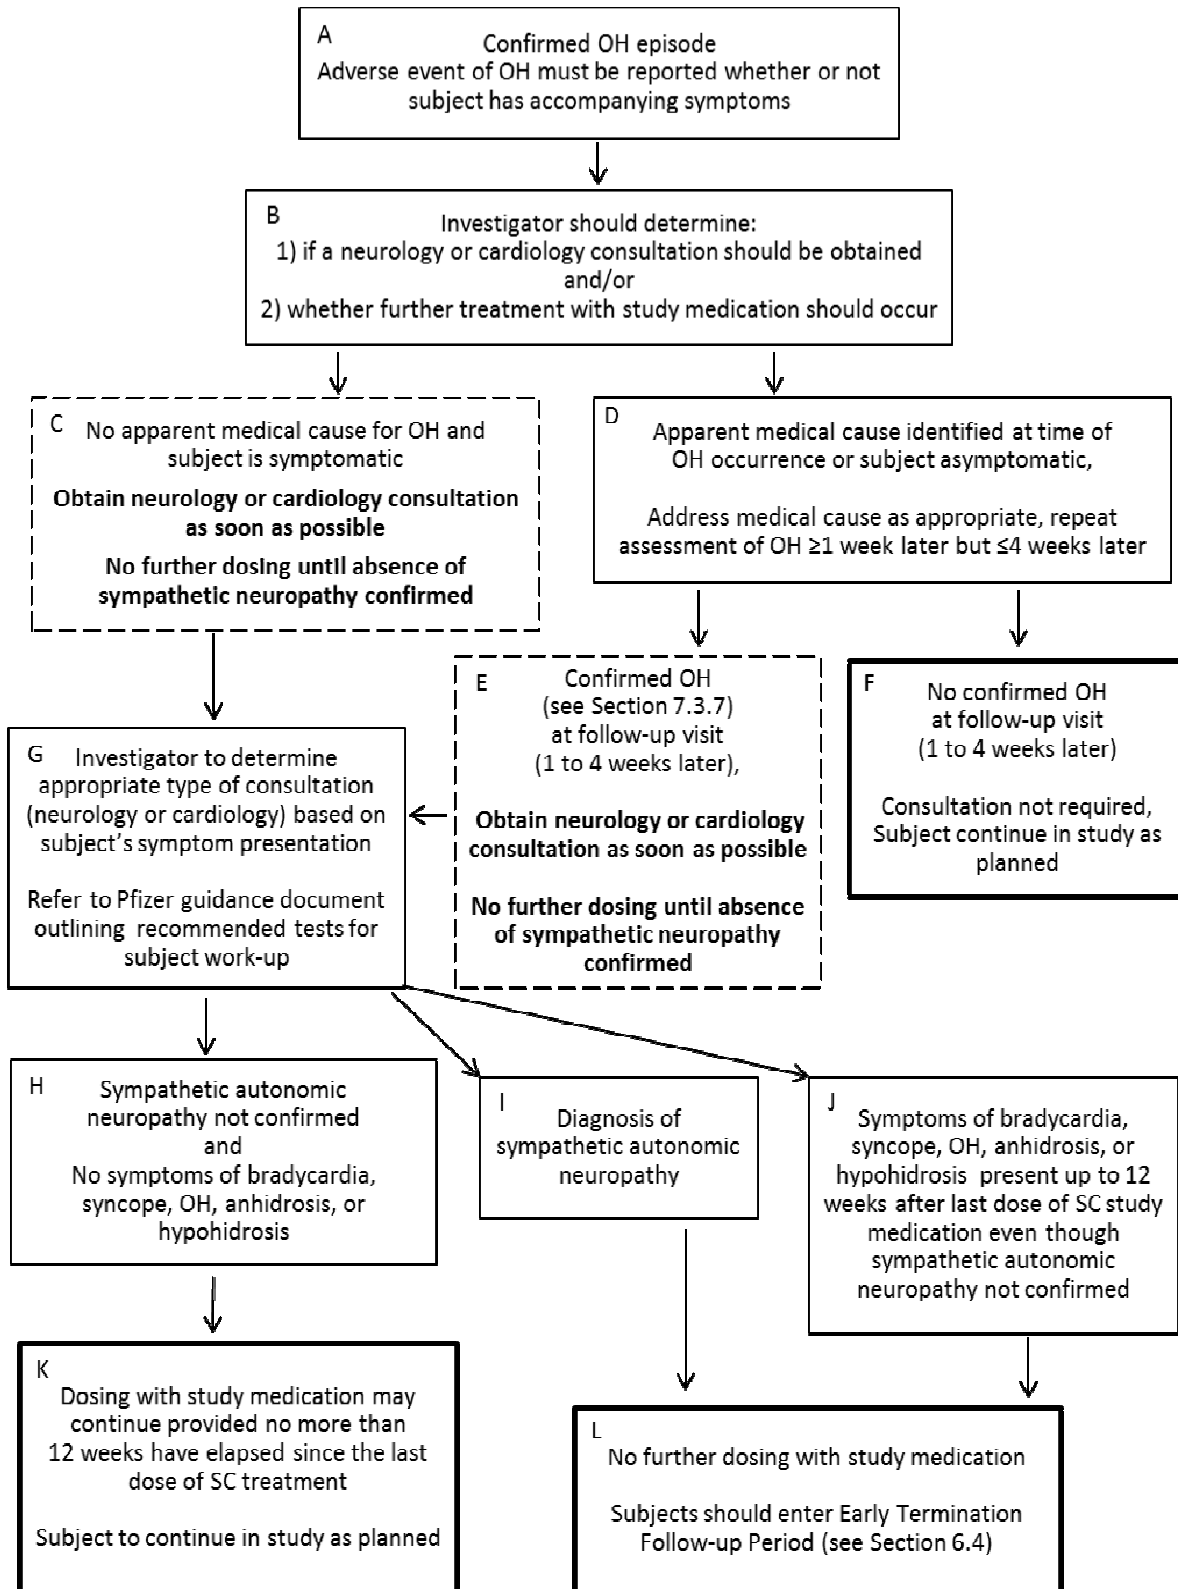 A
Confirmed OH episode
Adverse event of OH must be reported whether or not
subject has accompanying symptoms
B
Investigator should determine:
1) if a neurology or cardiology consultation should be obtained
and/or
2) whether further treatment with study medication should occur
C
No apparent medical cause for OH and
subject is symptomatic
Obtain neurology or cardiology consultation
as soon as possible
No further dosing until absence of
sympathetic neuropathy confirmed
D
Apparent medical cause identified at time of
OH occurrence or subject asymptomatic,
Address medical cause as appropriate, repeat
assessment of OH ≥1 week later but ≤4 weeks later
E
Confirmed OH
(see Section 7.3.7)
at follow-up visit
(1 to 4 weeks later),
Obtain neurology or cardiology
consultation as soon as possible
No further dosing until absence
of sympathetic neuropathy
confirmed
F
No confirmed OH
at follow-up visit
(1 to 4 weeks later)
Consultation not required,
Subject continue in study as
planned
G
Investigator to determine
appropriate type of consultation
(neurology or cardiology) based on
subject's symptom presentation
Refer to Pfizer guidance document
outlining recommended tests for
subject work-up
H
Sympathetic autonomic
neuropathy not confirmed
and
No symptoms of bradycardia,
syncope, OH, anhidrosis, or
hypohidrosis
I
Diagnosis of
sympathetic autonomic
neuropathy
J
Symptoms of bradycardia,
syncope, OH, anhidrosis, or
hypohidrosis present up to 12
weeks after last dose of SC study
medication even though
sympathetic autonomic
neuropathy not confirmed
K
Dosing with study medication may
continue provided no more than
12 weeks have elapsed since the last
dose of SC treatment
Subject to continue in study as planned
L
No further dosing with study medication
Subjects should enter Early Termination
Follow-up Period (see Section 6.4)